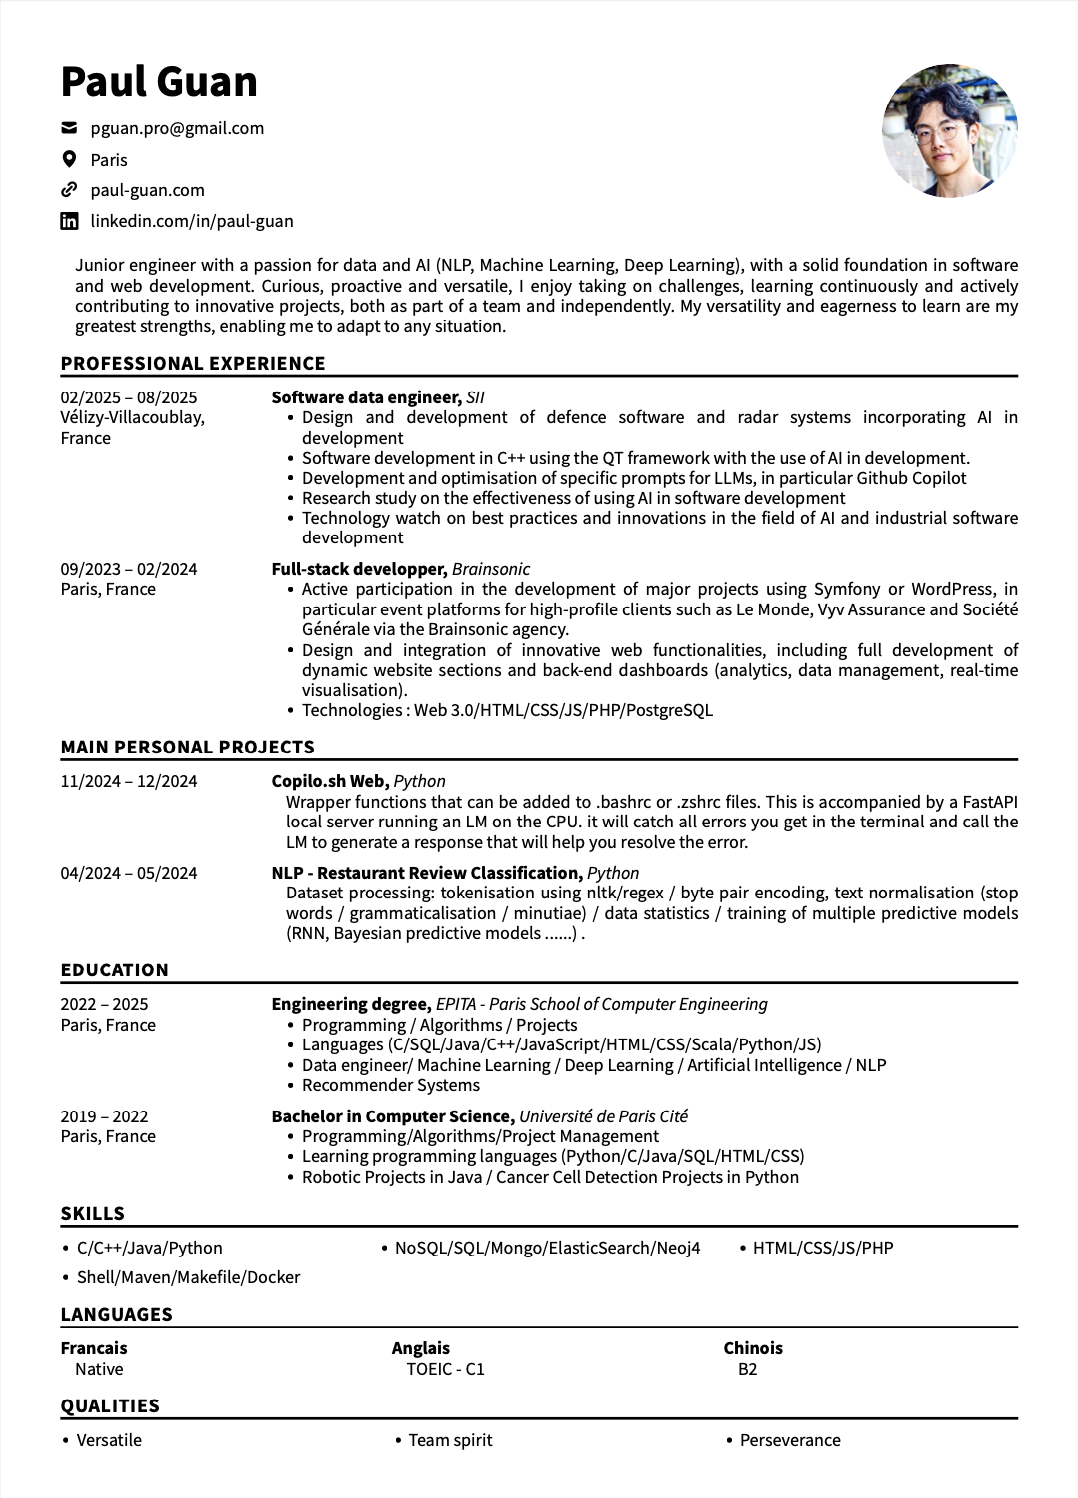 Paul Guan
pguan.pro@gmail.com
Paris
paul-guan.com
linkedin.com/in/paul-guan
Junior engineer with a passion for data and AI (NLP, Machine Learning, Deep Learning), with a solid foundation in software
and web development. Curious, proactive and versatile, I enjoy taking on challenges, learning continuously and actively
contributing to innovative projects, both as part of a team and independently. My versatility and eagerness to learn are my
greatest strengths, enabling me to adapt to any situation.
PROFESSIONAL EXPERIENCE
02/2025 – 08/2025
Vélizy-Villacoublay,
France
Software data engineer, SII
• Design and development of defence software and radar systems incorporating AI in
development
• Software development in C++ using the QT framework with the use of AI in development.
• Development and optimisation of specific prompts for LLMs, in particular Github Copilot
• Research study on the effectiveness of using AI in software development
• Technology watch on best practices and innovations in the field of AI and industrial software
development
09/2023 – 02/2024
Paris, France
Full-stack developper, Brainsonic
• Active participation in the development of major projects using Symfony or WordPress, in
particular event platforms for high-profile clients such as Le Monde, Vyv Assurance and Société
Générale via the Brainsonic agency.
• Design and integration of innovative web functionalities, including full development of
dynamic website sections and back-end dashboards (analytics, data management, real-time
visualisation).
• Technologies : Web 3.0/HTML/CSS/JS/PHP/PostgreSQL
MAIN PERSONAL PROJECTS
11/2024 – 12/2024
Copilo.sh Web, Python
Wrapper functions that can be added to .bashrc or .zshrc files. This is accompanied by a FastAPI
local server running an LM on the CPU. it will catch all errors you get in the terminal and call the
LM to generate a response that will help you resolve the error.
04/2024 – 05/2024
NLP - Restaurant Review Classification, Python
Dataset processing: tokenisation using nltk/regex / byte pair encoding, text normalisation (stop
words / grammaticalisation / minutiae) / data statistics / training of multiple predictive models
(RNN, Bayesian predictive models ......) .
EDUCATION
2022 – 2025
Paris, France
Engineering degree, EPITA - Paris School of Computer Engineering
• Programming / Algorithms / Projects
• Languages (C/SQL/Java/C++/JavaScript/HTML/CSS/Scala/Python/JS)
• Data engineer/ Machine Learning / Deep Learning / Artificial Intelligence / NLP
• Recommender Systems
2019 – 2022
Paris, France
Bachelor in Computer Science, Université de Paris Cité
• Programming/Algorithms/Project Management
• Learning programming languages (Python/C/Java/SQL/HTML/CSS)
• Robotic Projects in Java / Cancer Cell Detection Projects in Python
SKILLS
• C/C++/Java/Python
• NoSQL/SQL/Mongo/ElasticSearch/Neoj4
• HTML/CSS/JS/PHP
• Shell/Maven/Makefile/Docker
LANGUAGES
Francais
Native
Anglais
TOEIC - C1
Chinois
B2
QUALITIES
• Versatile
• Team spirit
• Perseverance